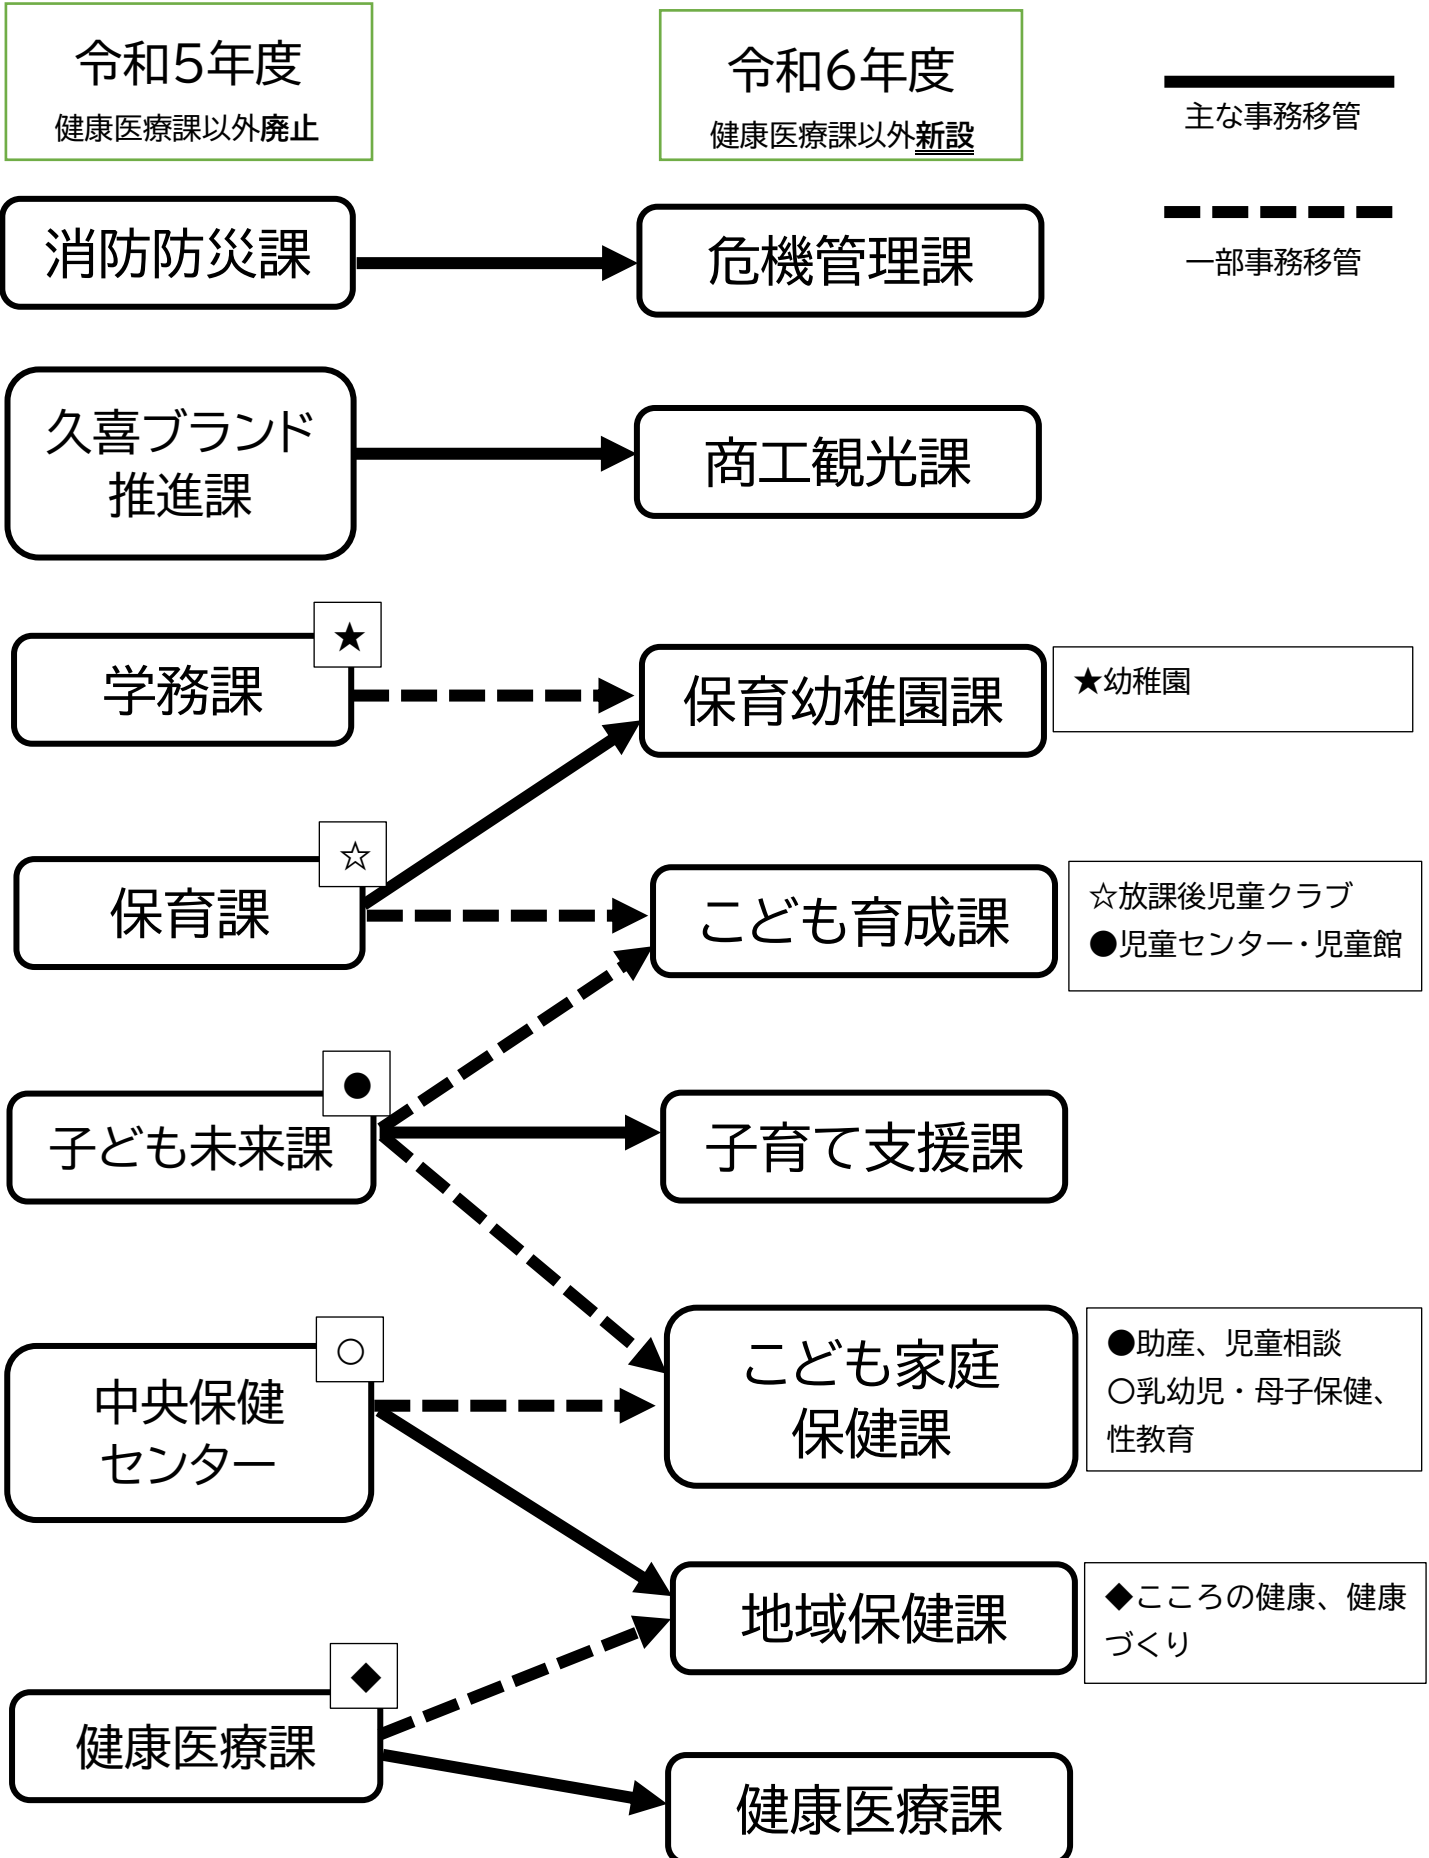 令和5年度
健康医療課以外廃止
令和6年度
健康医療課以外新設
主な事務移管
一部事務移管
消防防災課
危機管理課
久喜ブランド
推進課
商工観光課
★
学務課
保育幼稚園課
★幼稚園
☆
保育課
こども育成課
☆放課後児童クラブ
●児童センター・児童館
●
子ども未来課
子育て支援課
○
中央保健
センター
こども家庭
保健課
●助産、児童相談
○乳幼児・母子保健、
性教育
地域保健課
◆こころの健康、健康
づくり
◆
健康医療課
健康医療課